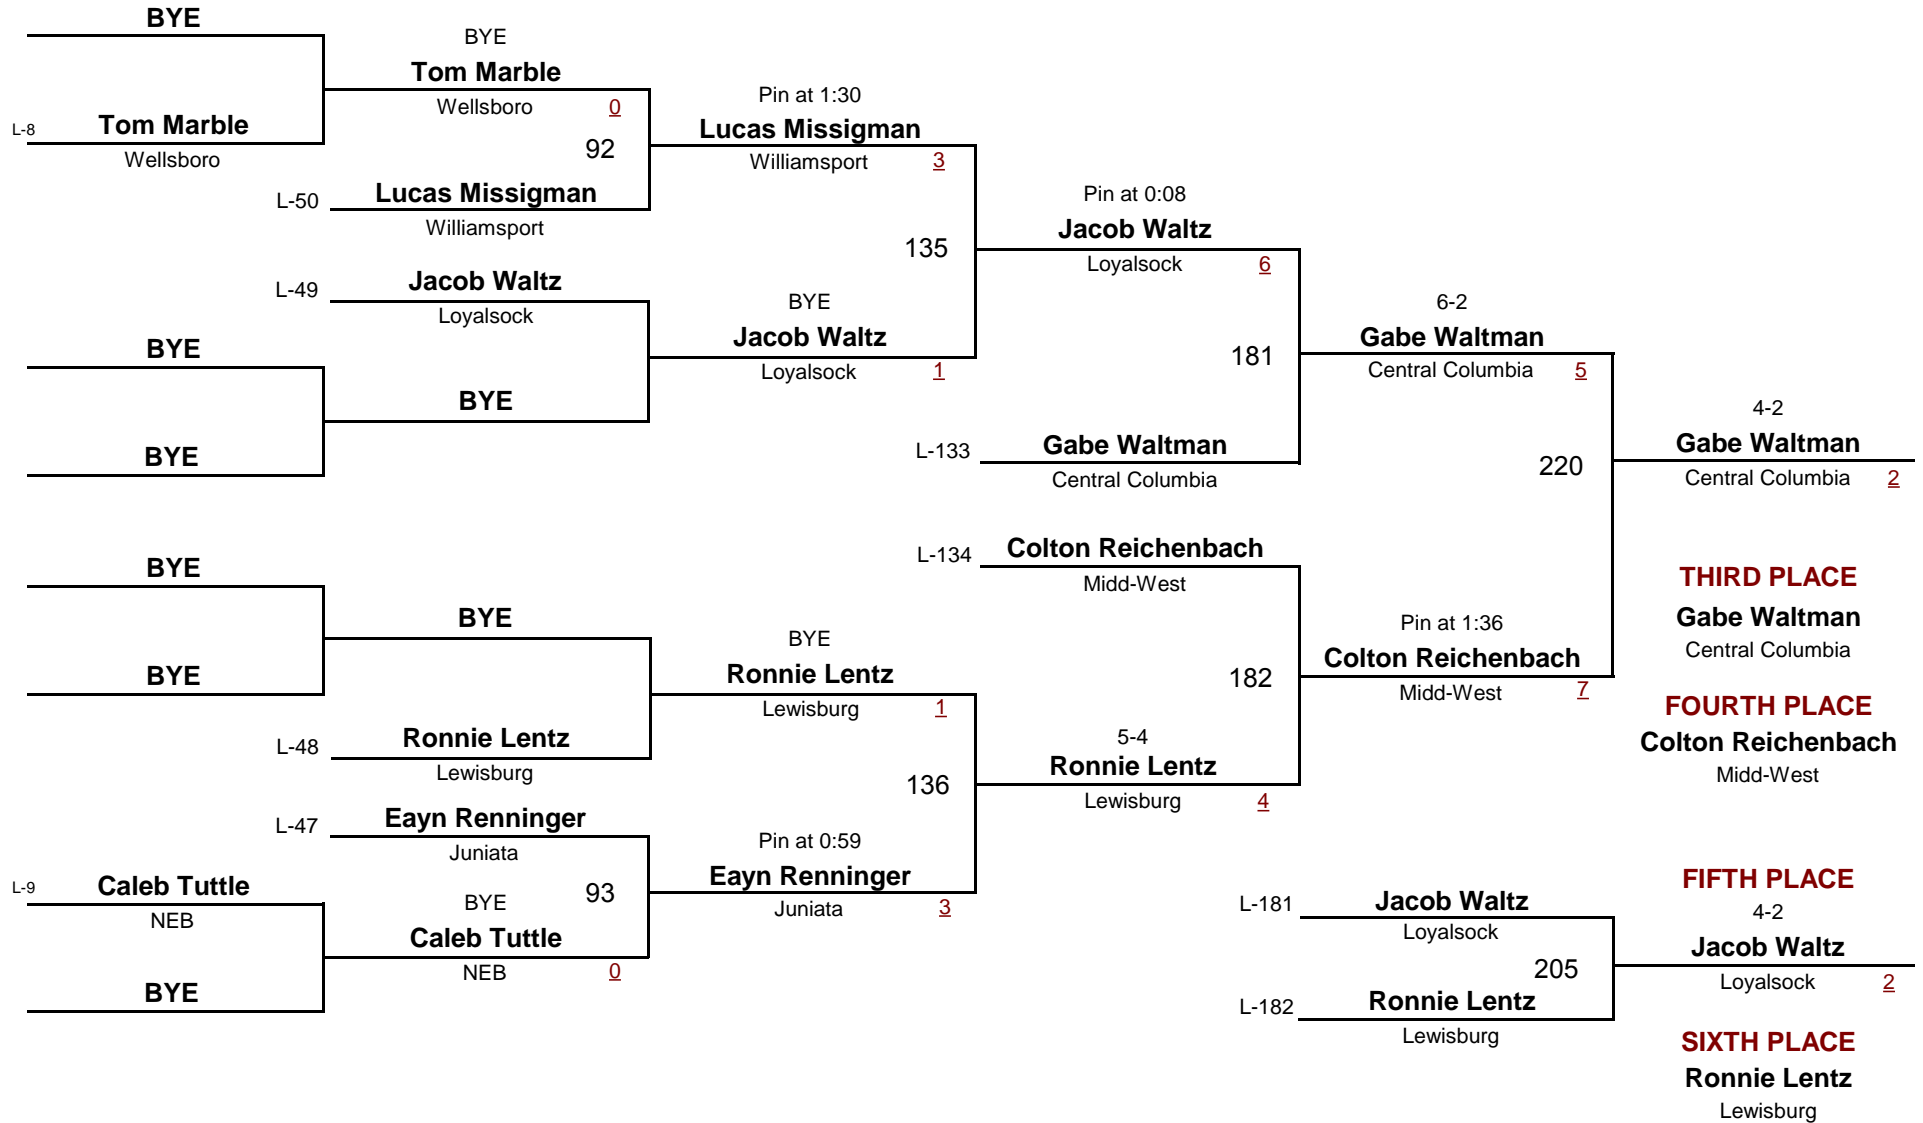 BYE
L-8 Tom Marble
Wellsboro
BYE
Tom Marble
Wellsboro 0
92
L-50 Lucas Missigman
Williamsport
Pin at 1:30
Lucas Missigman
Williamsport 3
L-49 Jacob Waltz
Loyalsock
BYE
BYE
BYE
BYE
Jacob Waltz
Loyalsock 1
135
Pin at 0:08
Jacob Waltz
Loyalsock 6
181
L-133 Gabe Waltman
Central Columbia
6-2
Gabe Waltman
Central Columbia 5
220
4-2
Gabe Waltman
Central Columbia 2
BYE
BYE
BYE
L-48 Ronnie Lentz
Lewisburg
BYE
Ronnie Lentz
Lewisburg 1
L-47 Eayn Renninger
Juniata
L-9 Caleb Tuttle
NEB
BYE
BYE
Caleb Tuttle
NEB 0
93
Pin at 0:59
Eayn Renninger
Juniata 3
136
L-134 Colton Reichenbach
Midd-West
182
5-4
Ronnie Lentz
Lewisburg 4
Pin at 1:36
Colton Reichenbach
Midd-West 7
THIRD PLACE
Gabe Waltman
Central Columbia
FOURTH PLACE
Colton Reichenbach
Midd-West
L-181 Jacob Waltz
Loyalsock
205
L-182 Ronnie Lentz
Lewisburg
FIFTH PLACE
4-2
Jacob Waltz
Loyalsock 2
SIXTH PLACE
Ronnie Lentz
Lewisburg